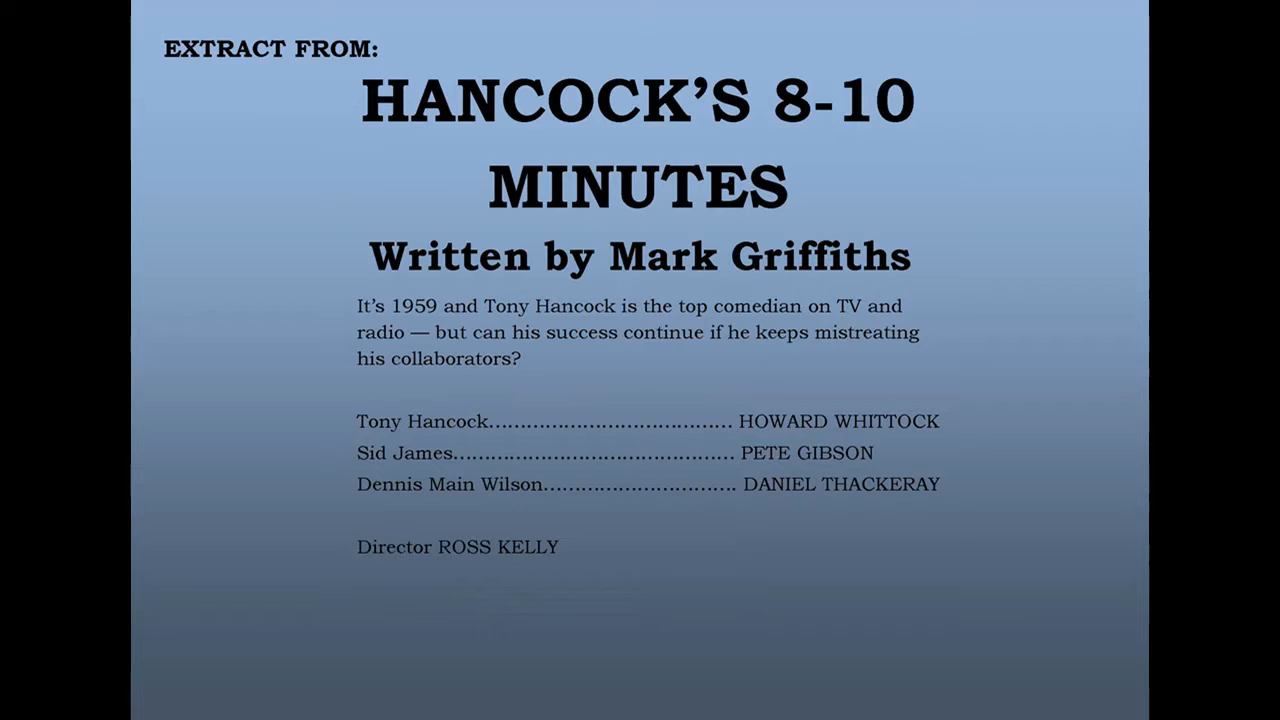 EXTRACT FROM:
HANCOCK’S 8-10
MINUTES
Written by Mark Griffiths
It’s 1959 and Tony Hancock is the top comedian on TV and
radio — but can his success continue if he keeps mistreating
his collaborators?
Tony Hancock………………………………… HOWARD WHITTOCK
Sid James……………………………………… PETE GIBSON
Dennis Main Wilson…………………………. DANIEL THACKERAY
Director ROSS KELLY